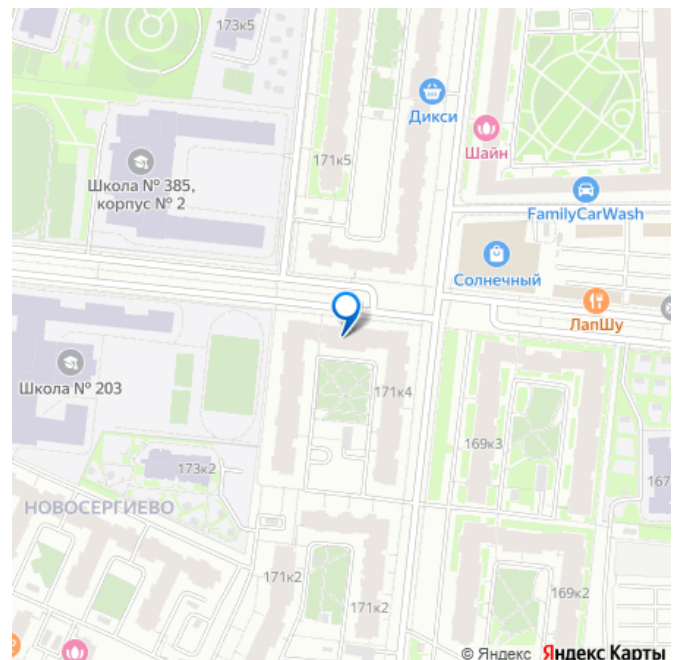 173к5
Дикси
Шайн
171к5
Школа № 385,
корпус № 2
FamilyCarWash
Солнечный
ЛапШу
Школа № 203
171к4
169к3
173к2
167
НОВОСЕРГИЕВО
171к2
171к2
169к2
© Яндекс Яндекс Карты